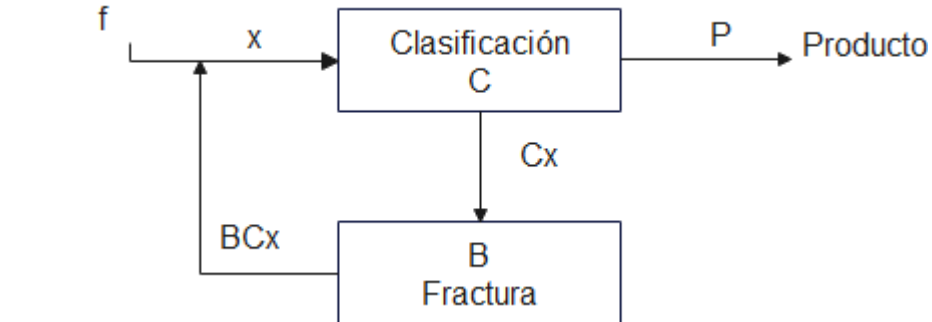 f
x
Clasificación
C
P
Producto
Cx
BCx
B
Fractura